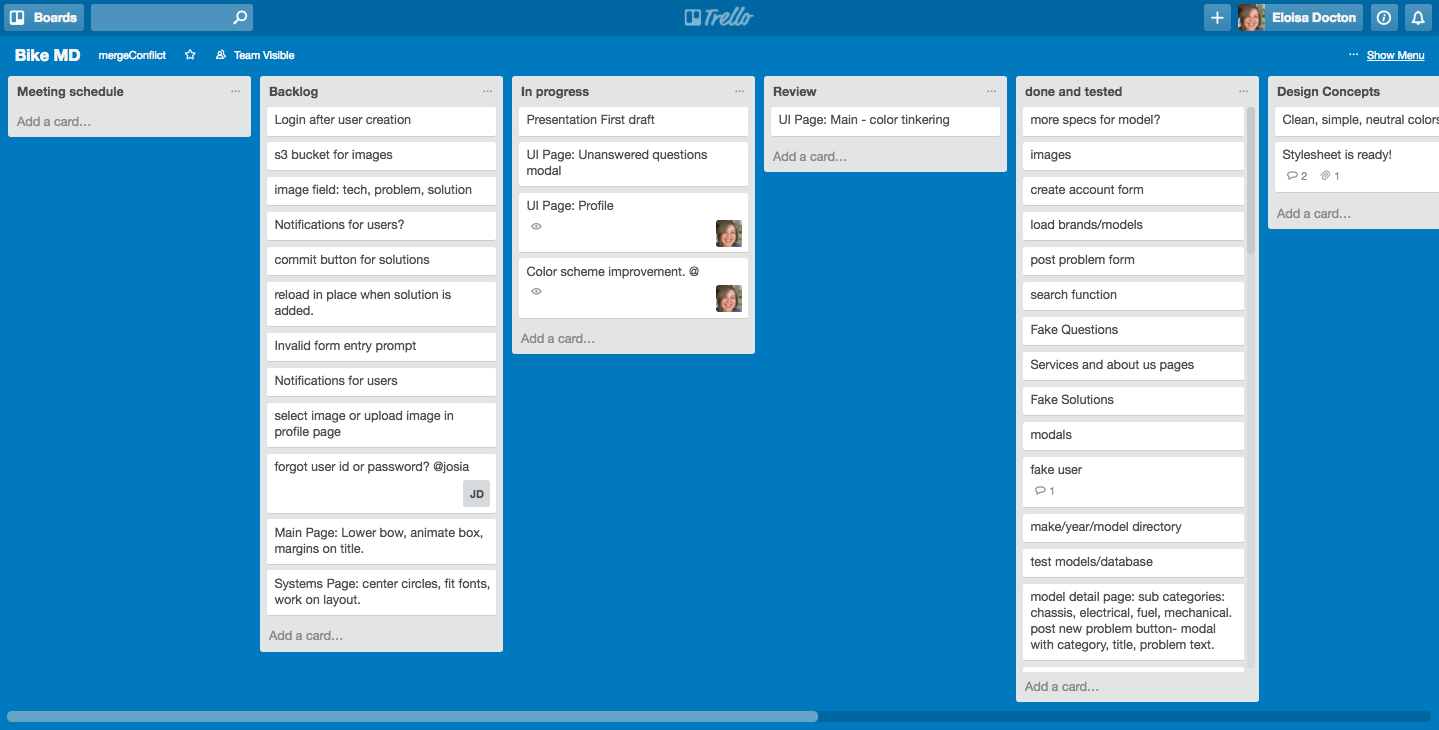 Boards
Trello
Eloisa Docton
Bike MD
mergeConflict
Team Visible
... Show Menu
Meeting schedule ...
Add a card...
Backlog ...
Login after user creation
s3 bucket for images
image field: tech, problem, solution
Notifications for users?
commit button for solutions
reload in place when solution is
added.
Invalid form entry prompt
Notifications for users
select image or upload image in
profile page
forgot user id or password? @josia
JD
Main Page: Lower bow, animate box,
margins on title.
Systems Page: center circles, fit fonts,
work on layout.
Add a card...
In progress ...
Presentation First draft
UI Page: Unanswered questions
modal
UI Page: Profile
Color scheme improvement. @
Add a card...
Review ...
UI Page: Main - color tinkering
Add a card...
done and tested ...
more specs for model?
images
create account form
load brands/models
post problem form
search function
Fake Questions
Services and about us pages
Fake Solutions
modals
fake user
1
make/year/model directory
test models/database
model detail page: sub categories:
chassis, electrical, fuel, mechanical.
post new problem button- modal
with category, title, problem text.
Add a card...
Design Concepts
Clean, simple, neutral colors
Stylesheet is ready!
2 1
Add a card...